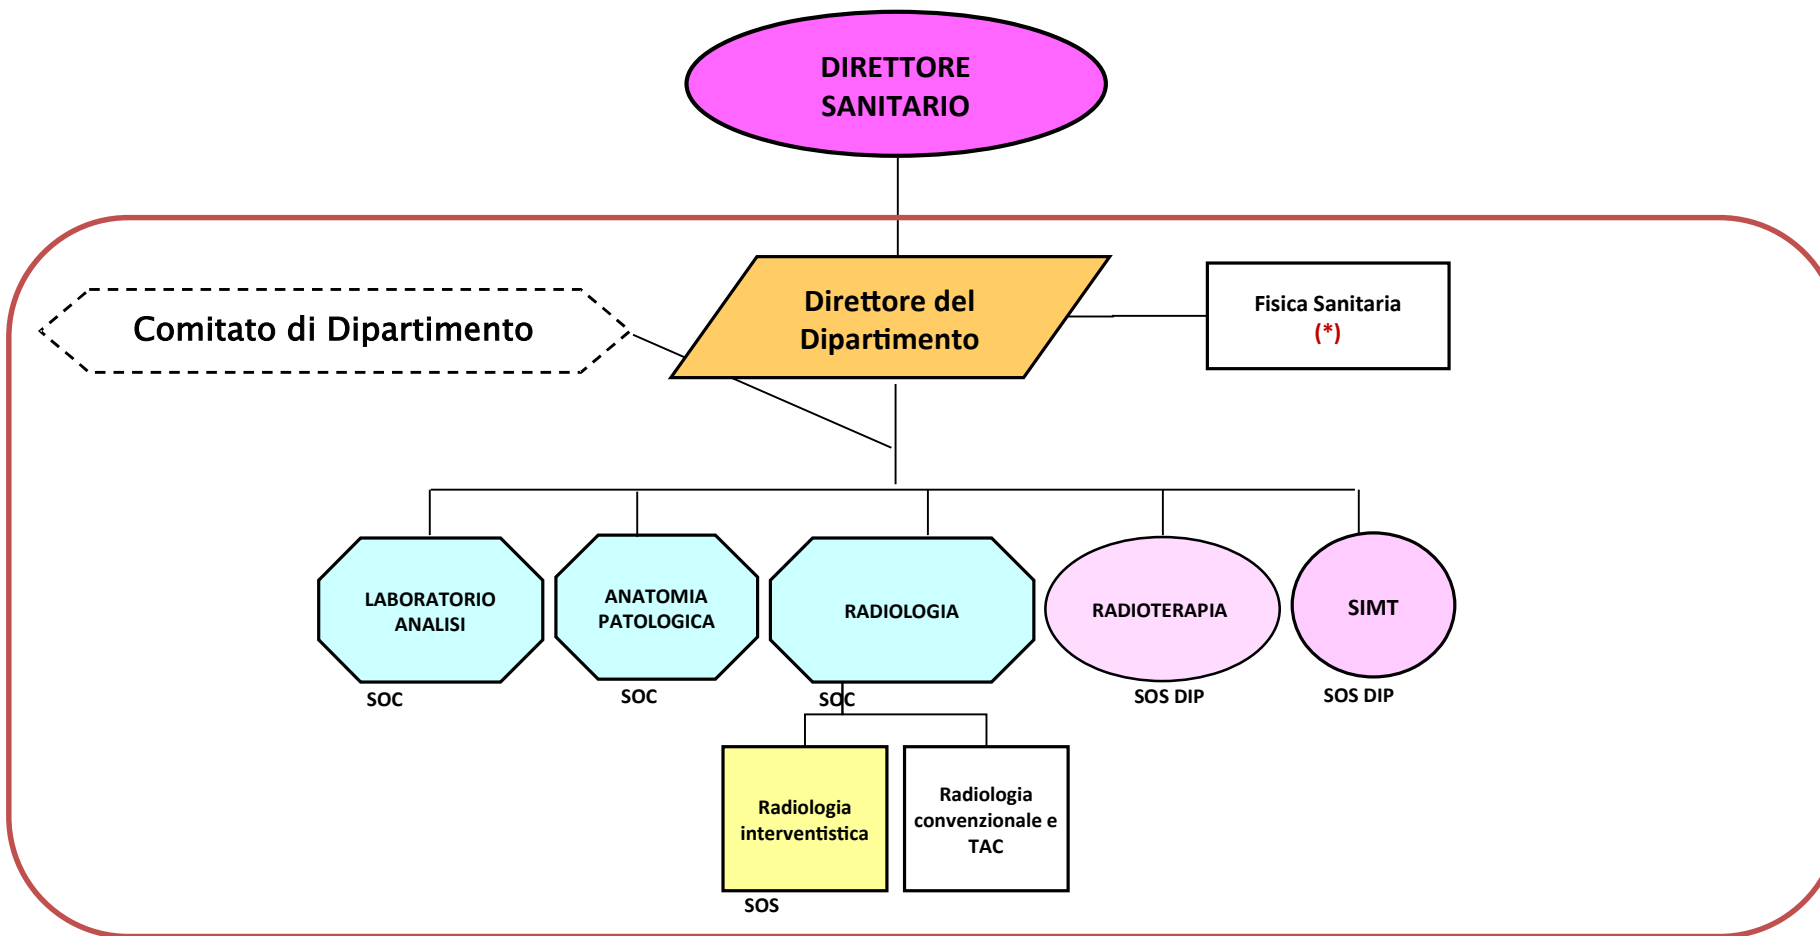 DIRETTORE
SANITARIO
Comitato di Dipartimento
Direttore del
Dipartimento
Fisica Sanitaria
(*)
LABORATORIO
ANALISI
SOC
ANATOMIA
PATOLOGICA
SOC
RADIOLOGIA
SOC
RADIOTERAPIA
SOS DIP
SIMT
SOS DIP
Radiologia
interventistica
SOS
Radiologia
convenzionale e
TAC